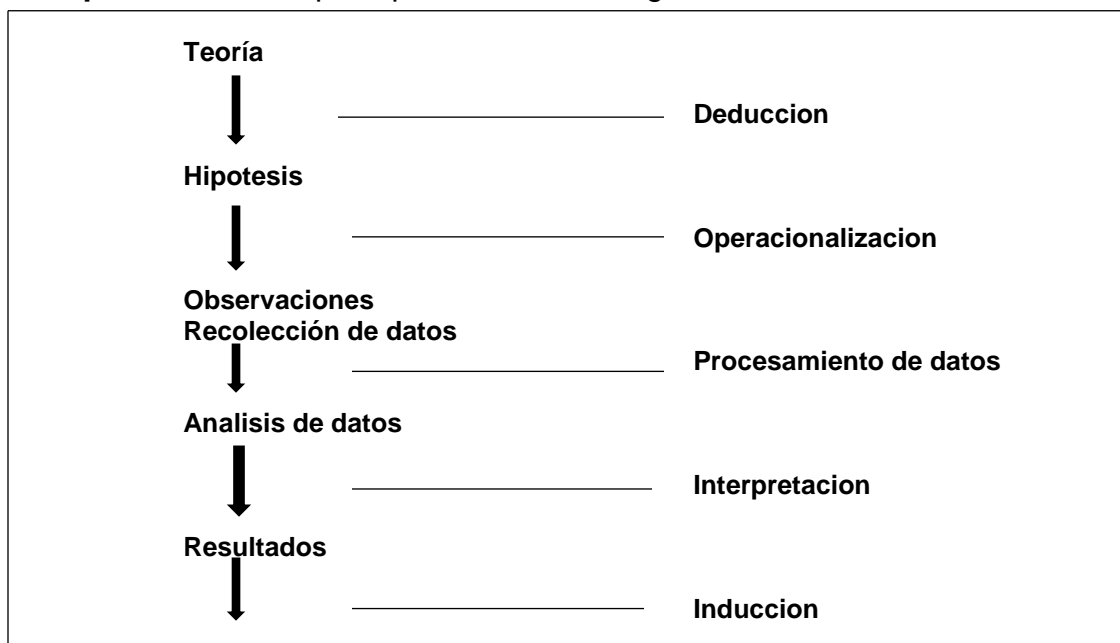 Teoría
Deduccion
Hipotesis
Operacionalizacion
Observaciones
Recolección de datos
Procesamiento de datos
Analisis de datos
Interpretacion
Resultados
Induccion